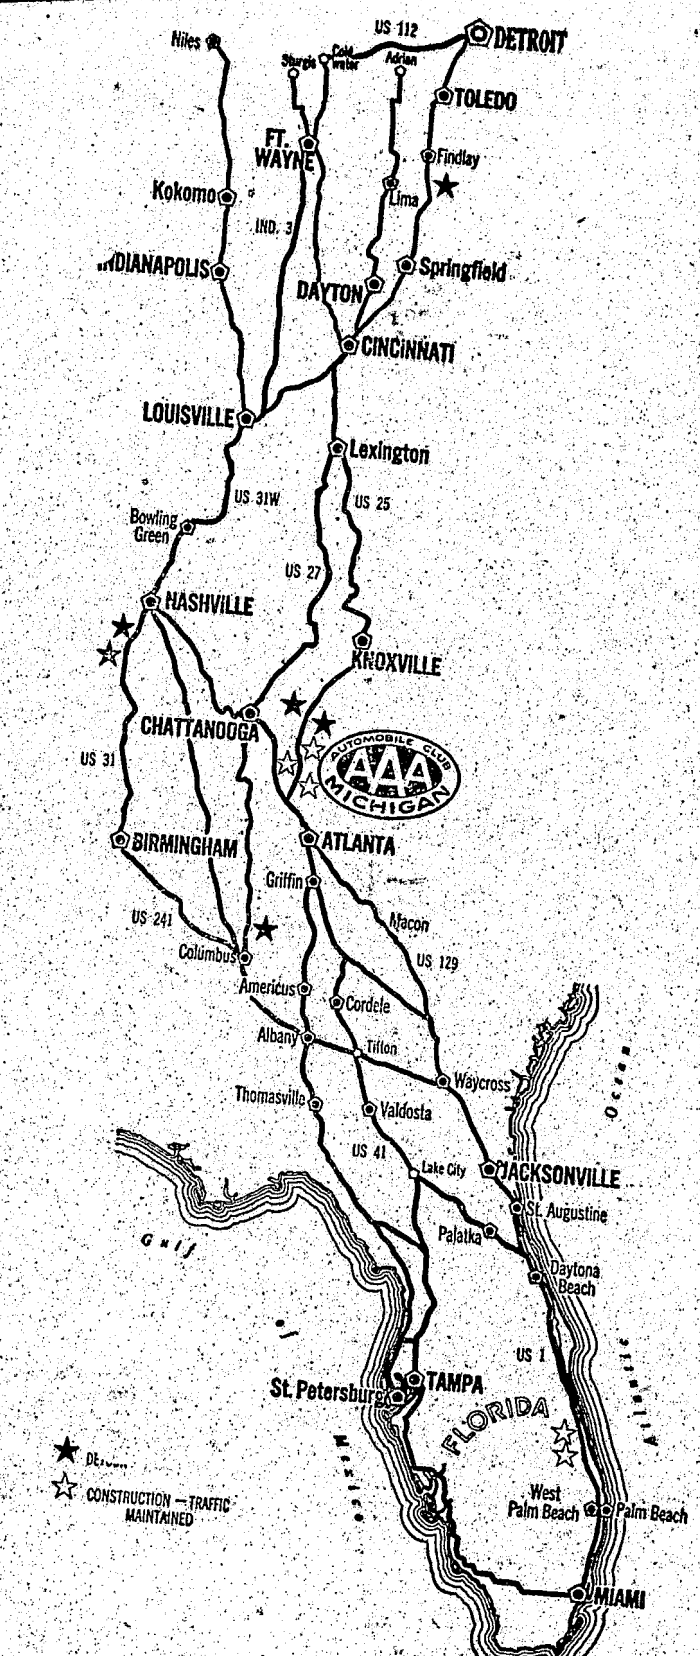 US 112
DETROIT
Niles
Sturgis
Cold
water
Adrian
TOLEDO
FT.
WAYNE
Findlay
Kokomo
Lima
IND. 3
INDIANAPOLIS
Springfield
DAYTON
CINCINNATI
LOUISVILLE
Lexington
US 31W
US 25
Bowling
Green
US 27
NASHVILLE
KNOXVILLE
CHATTANOOGA
AUTOMOBILE CLUB
AAA
MICHIGAN
US 31
BIRMINGHAM
ATLANTA
Griffin
Macon
US 241
Columbus
US 129
Americus
Cordele
Albany
Tifton
Waycross
Thomasville
Valdosta
Ocean
US 41
Lake City
JACKSONVILLE
St. Augustine
Palatka
Gulf
Daytona
Beach
of
US 1
Atlantic
St. Petersburg
TAMPA
FLORIDA
Mexico
CONSTRUCTION — TRAFFIC
MAINTAINED
West
Palm Beach
Palm Beach
MIAMI